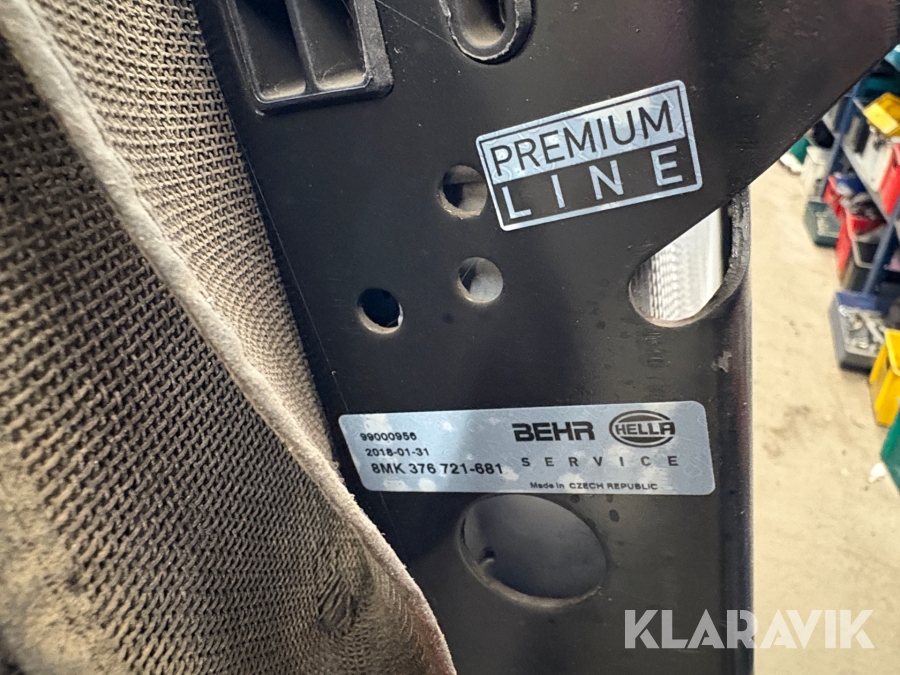 PREMIUM
LINE
99000956
2018-01-31
8MK 376 721-681
BEHR HELLA
SERVICE
Made in CZECH REPUBLIC
KLARAVIK